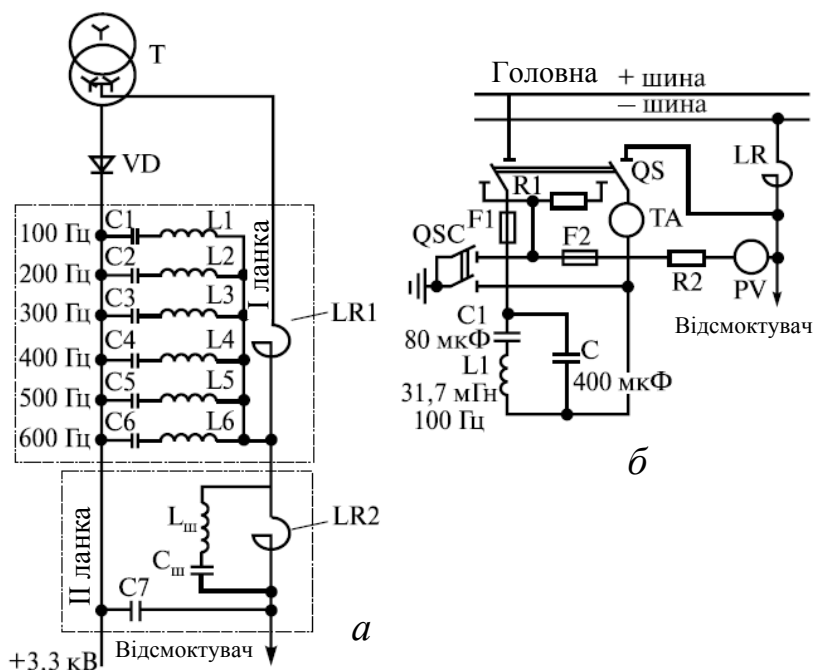 T
VD
100 Гц
C1
L1
200 Гц
C2
L2
300 Гц
C3
L3
400 Гц
C4
L4
500 Гц
C5
L5
600 Гц
C6
L6
I ланка
LR1
II ланка
Lш
Cш
LR2
C7
Відсмоктувач
+3,3 кВ
а
Головна
+ шина
– шина
LR
QS
R1
TA
F1
QSC
F2
R2
PV
Відсмоктувач
C1
80 мкФ
L1
31,7 мГн
100 Гц
C
400 мкФ
б